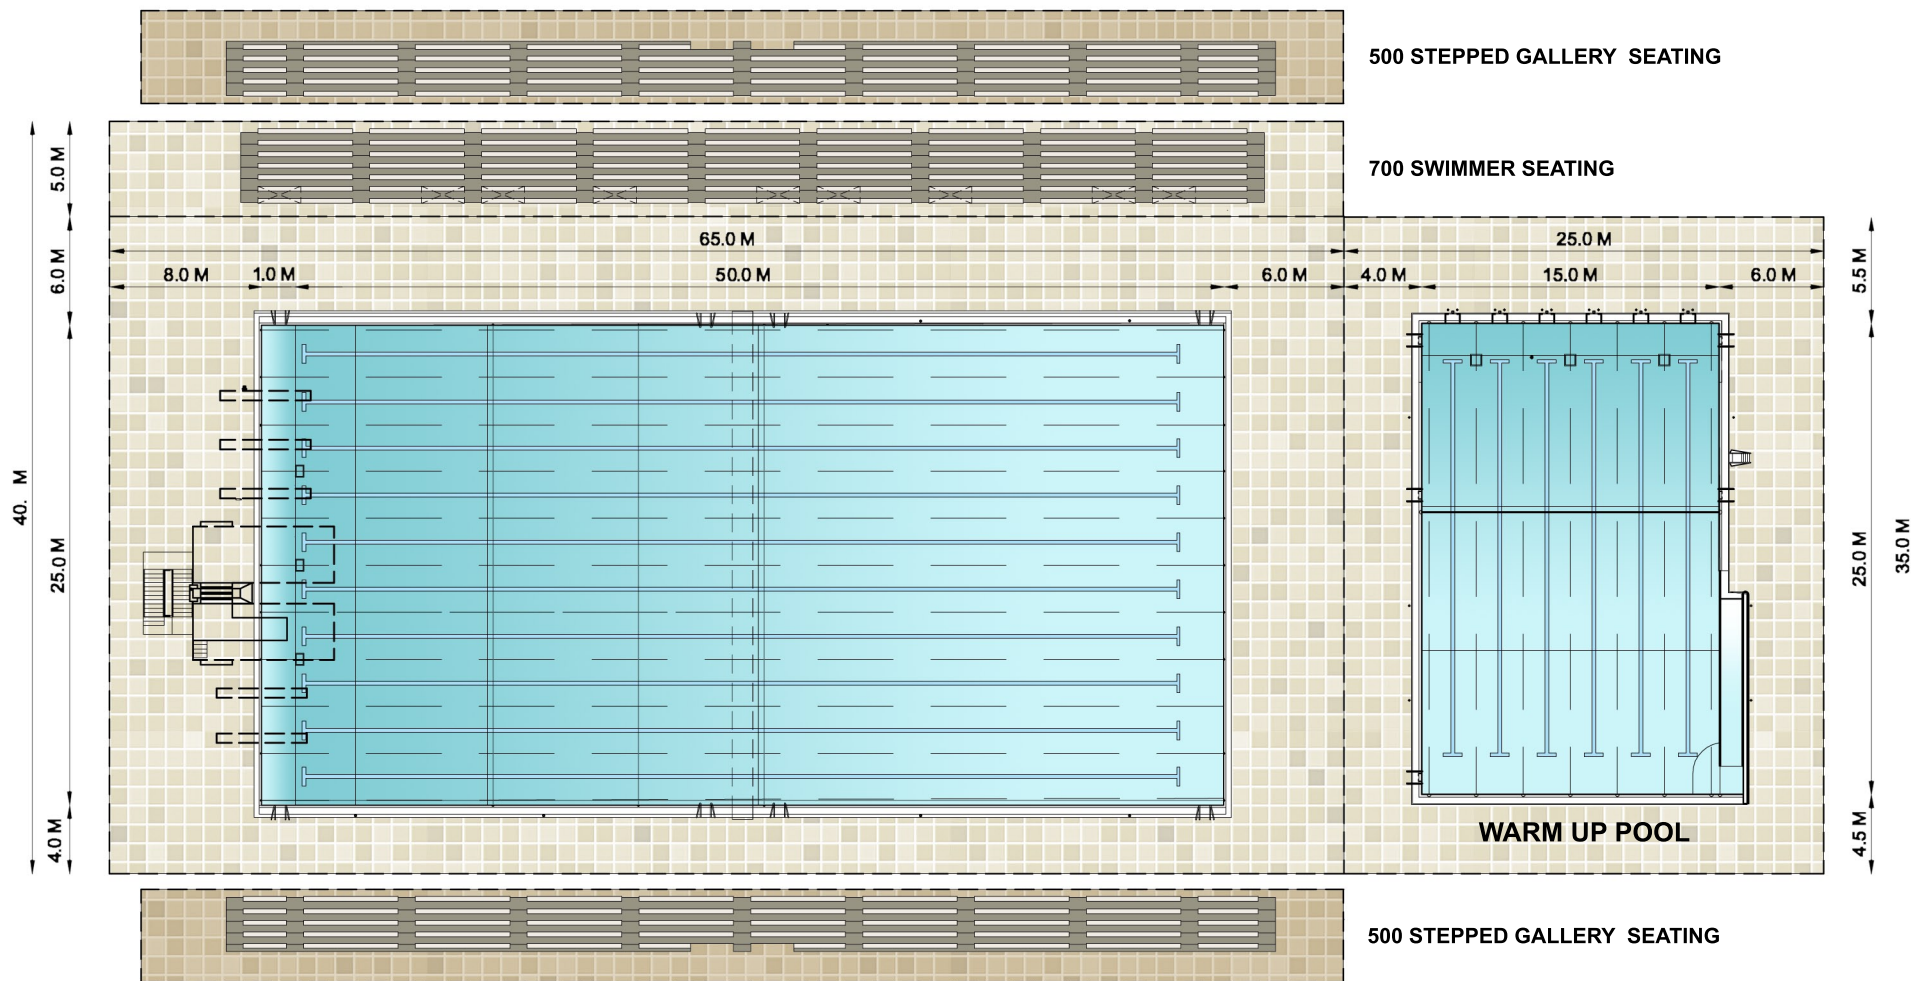 500 STEPPED GALLERY  SEATING
700 SWIMMER SEATING
5.0 M
6.0 M
40.  M
25.0 M
4.0 M
65.0 M
25.0 M
8.0 M
1.0 M
50.0 M
6.0 M
4.0 M
15.0 M
6.0 M
5.5 M
25.0 M
35.0 M
4.5 M
WARM UP POOL
500 STEPPED GALLERY  SEATING